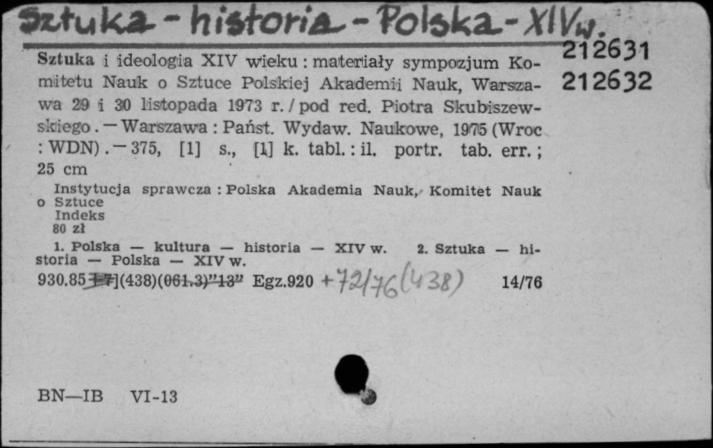 Sztuka - historia - Polska - XIV w.
212631
Sztuka i ideologia XIV wieku : materiały sympozjum Ko-
mitetu Nauk o Sztuce Polskiej Akademii Nauk, Warsza-
212632
wa 29 i 30 listopada 1973 r. / pod red. Piotra Skubiszew-
skiego. — Warszawa : Państ. Wydaw. Naukowe, 1975 (Wroc
: WDN). — 375, [1] s., [1] k. tabl. : il. portr. tab. err. ;
25 cm
Instytucja sprawcza : Polska Akademia Nauk, Komitet Nauk
o Sztuce
Indeks
80 zł
1. Polska — kultura — historia — XIV w. 2. Sztuka — hi-
storia — Polska — XIV w.
930.85](438)(061.3)"13" Egz.920 +72/76(438) 14/76
BN—IB VI-13